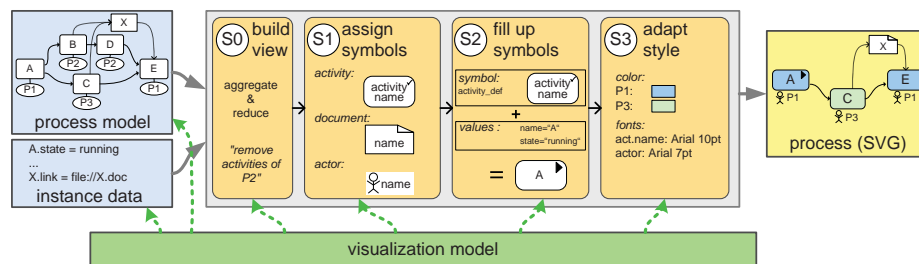 X
B
D
A
P2
P2
E
C
P1
P1
P3
process model
A.state = running
...
X.link = file://X.doc
instance data
S0 build
view
aggregate
&
reduce
"remove
activities of
P2"
S1 assign
symbols
activity:
activity
name
document:
name
actor:
name
S2 fill up
symbols
symbol:
activity_def
activity
name
+
values :
name="A"
state="running"
=
A
S3 adapt
style
color:
P1:
P3:
fonts:
act.name: Arial 10pt
actor: Arial 7pt
X
A
E
P1
C
P1
P3
process (SVG)
visualization model